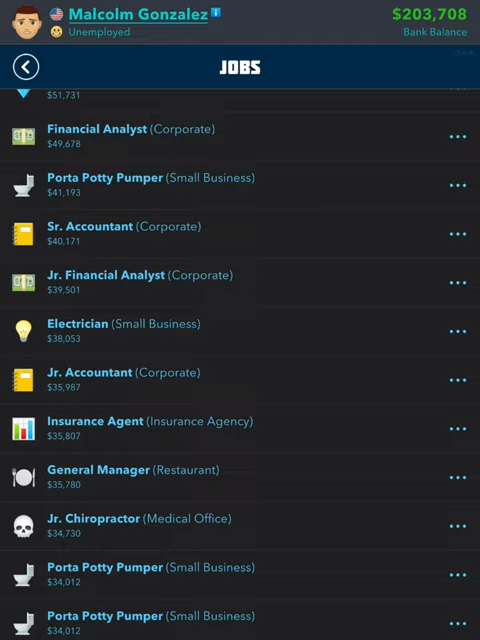 Malcolm Gonzalez
$203,708
Unemployed
Bank Balance
JOBS
$51,731
Financial Analyst (Corporate)
$49,678
Porta Potty Pumper (Small Business)
$41,193
Sr. Accountant (Corporate)
$40,171
Jr. Financial Analyst (Corporate)
$39,501
Electrician (Small Business)
$38,053
Jr. Accountant (Corporate)
$35,987
Insurance Agent (Insurance Agency)
$35,807
General Manager (Restaurant)
$35,780
Jr. Chiropractor (Medical Office)
$34,730
Porta Potty Pumper (Small Business)
$34,012
Porta Potty Pumper (Small Business)
$34,012